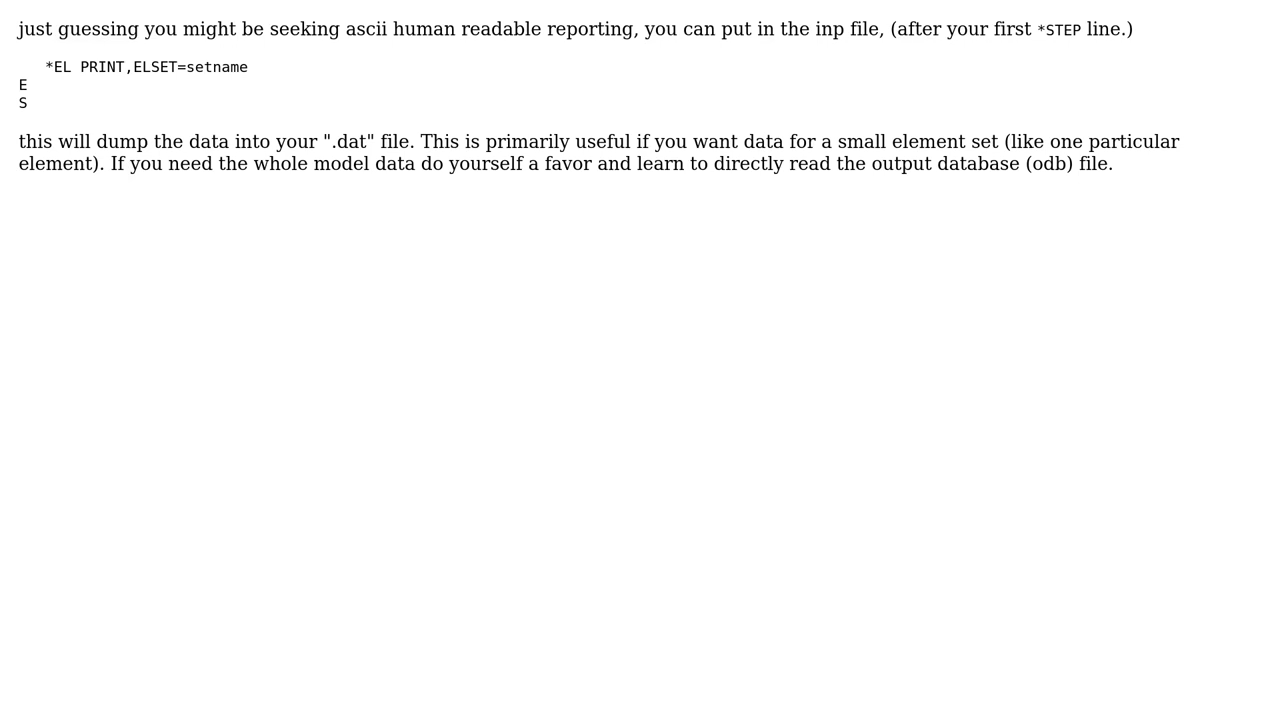 just guessing you might be seeking ascii human readable reporting, you can put in the inp file, (after your first *STEP line.)
*EL PRINT,ELSET=setname
E
S
this will dump the data into your ".dat" file. This is primarily useful if you want data for a small element set (like one particular
element). If you need the whole model data do yourself a favor and learn to directly read the output database (odb) file.